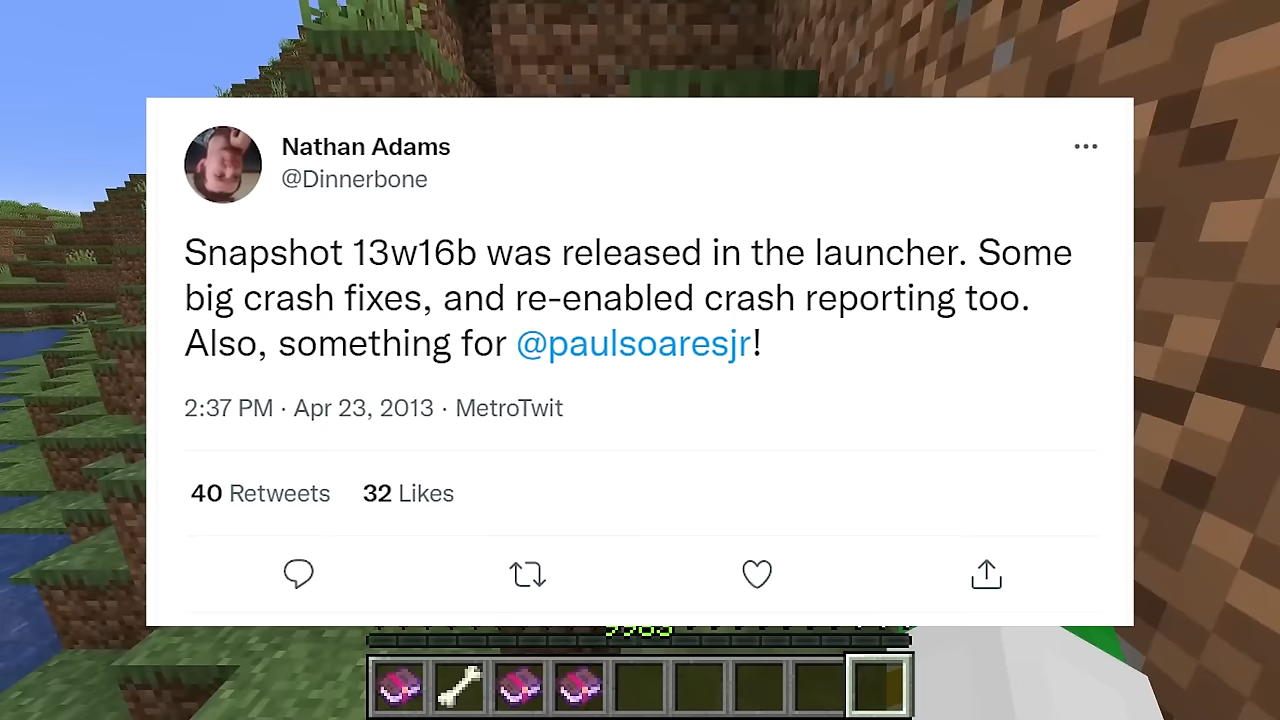 Nathan Adams
@Dinnerbone
Snapshot 13w16b was released in the launcher. Some
big crash fixes, and re-enabled crash reporting too.
Also, something for @paulsoaresjr!
2:37 PM · Apr 23, 2013 · MetroTwit
40 Retweets 32 Likes